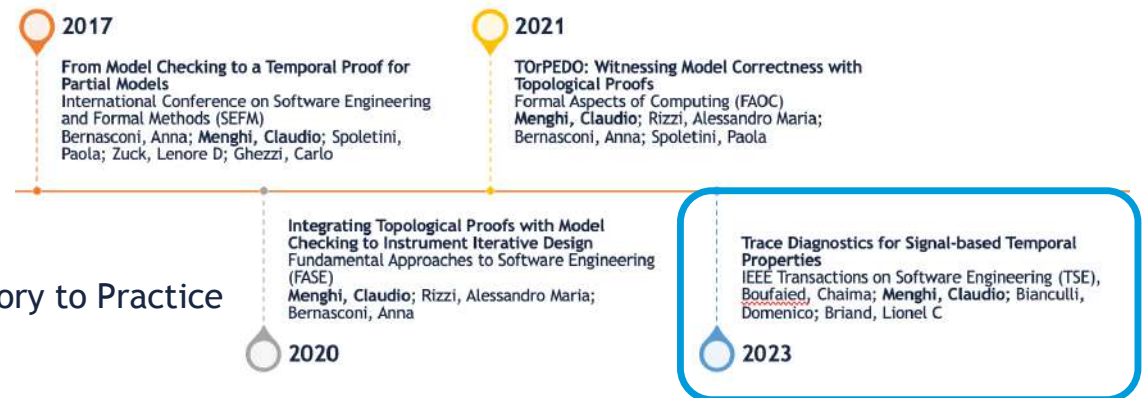 2017
From Model Checking to a Temporal Proof for
Partial Models
International Conference on Software Engineering
and Formal Methods (SEFM)
Bernasconi, Anna; Menghi, Claudio; Spoletini,
Paola; Zuck, Lenore D; Ghezzi, Carlo
2021
TOrPEDO: Witnessing Model Correctness with
Topological Proofs
Formal Aspects of Computing (FAOC)
Menghi, Claudio; Rizzi, Alessandro Maria;
Bernasconi, Anna; Spoletini, Paola
ory to Practice
Integrating Topological Proofs with Model
Checking to Instrument Iterative Design
Fundamental Approaches to Software Engineering
(FASE)
Menghi, Claudio; Rizzi, Alessandro Maria;
Bernasconi, Anna
2020
Trace Diagnostics for Signal-based Temporal
Properties
IEEE Transactions on Software Engineering (TSE),
Boufaied, Chaima; Menghi, Claudio; Bianculli,
Domenico; Briand, Lionel C
2023